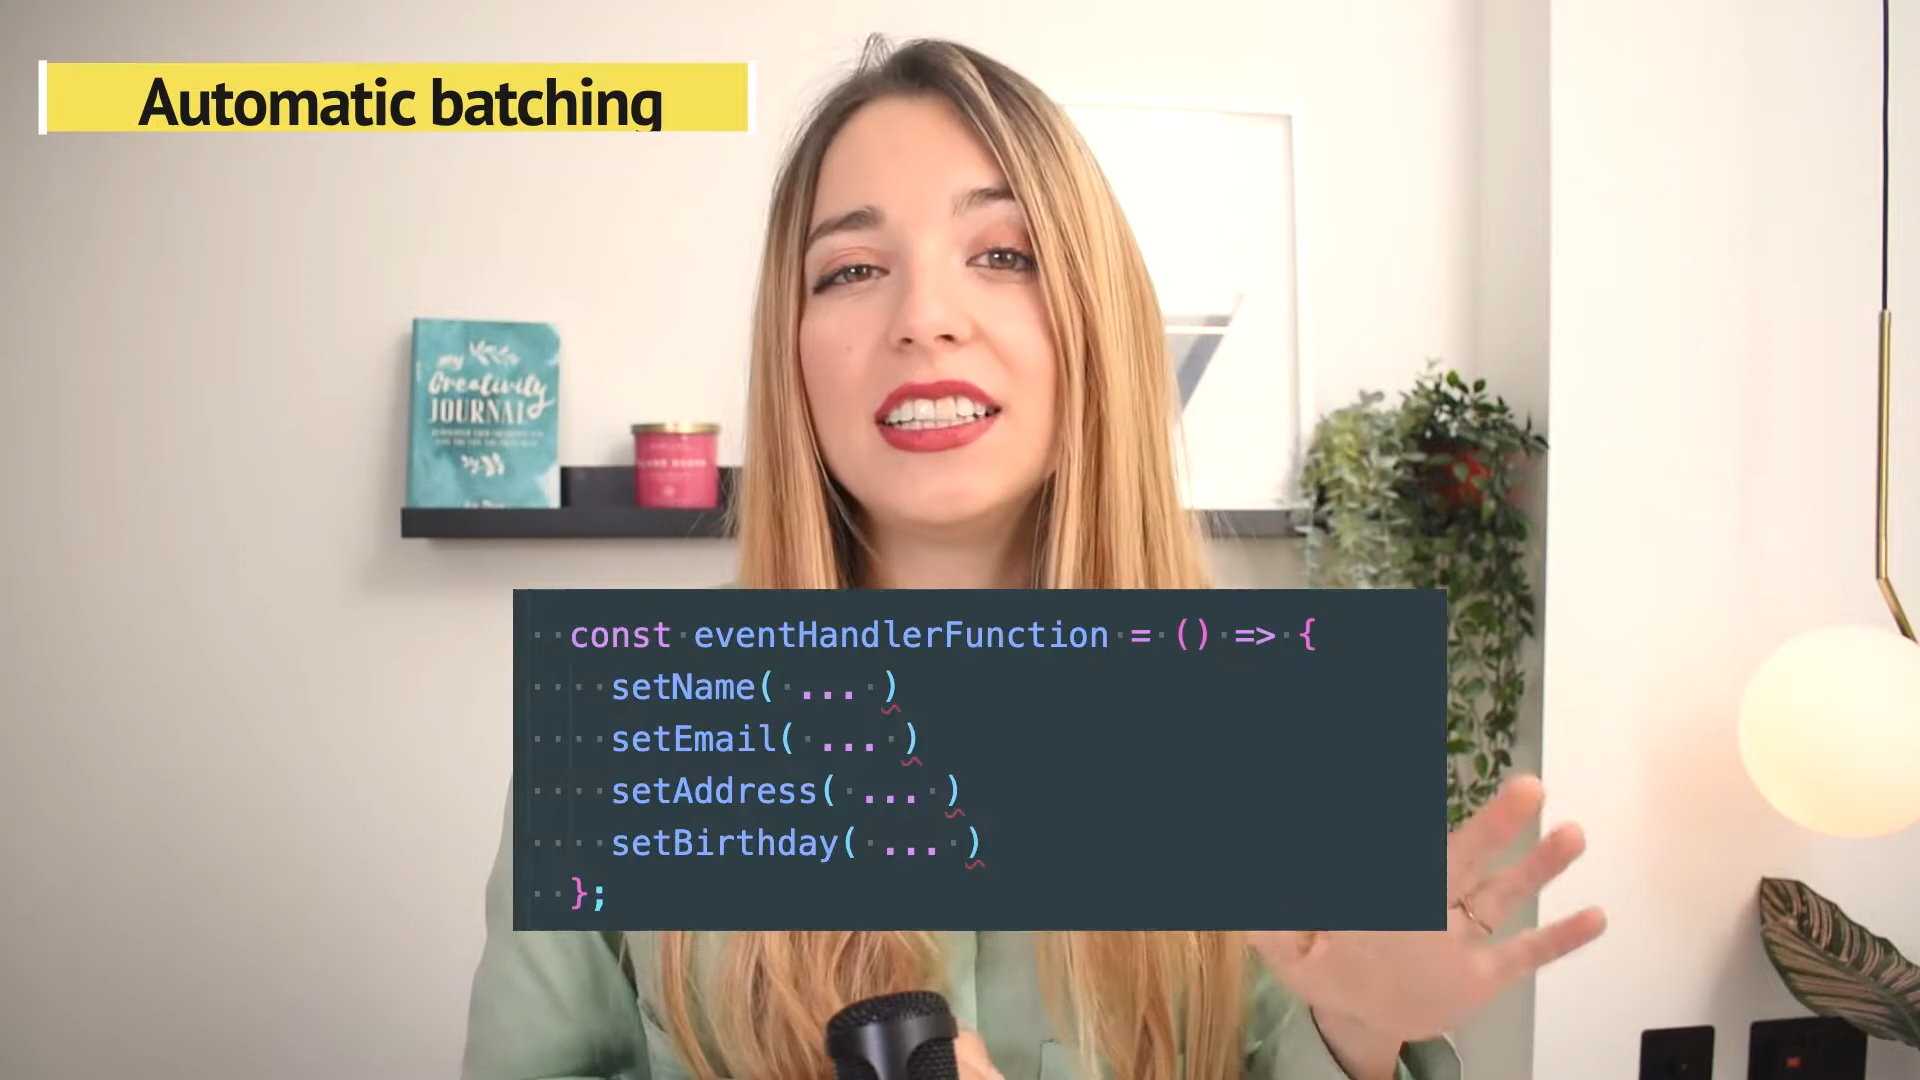 Automatic batching
my
Creativity
JOURNAL
const eventHandlerFunction = () => {
setName( ... )
setEmail( ... )
setAddress( ... )
setBirthday( ... )
};